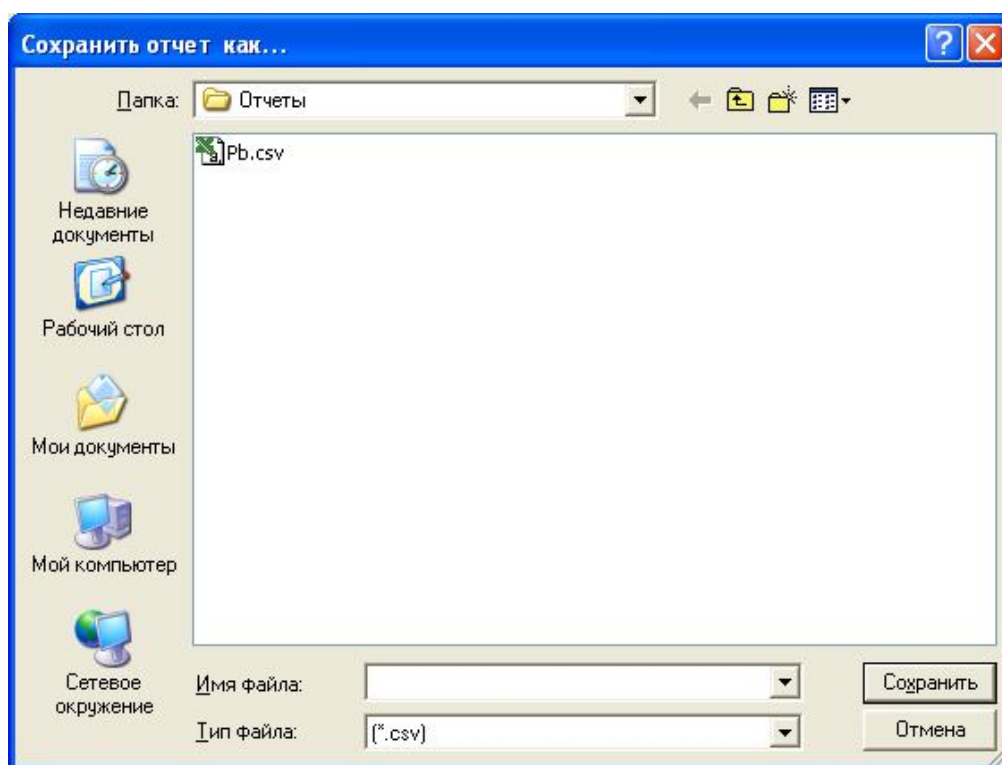 Сохранить отчет как...
Папка: Отчеты
Pb.csv
Недавние
документы
Рабочий стол
Мои документы
Мой компьютер
Сетевое
окружение
Имя файла:
Сохранить
Тип файла: (*.csv)
Отмена